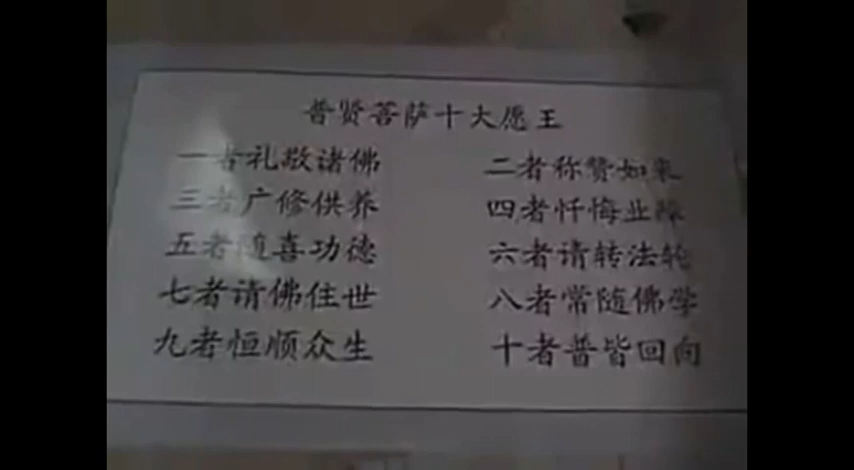 普贤菩萨十大愿王
一者礼敬诸佛 二者称赞如来
三者广修供养 四者忏悔业障
五者随喜功德 六者请转法轮
七者请佛住世 八者常随佛学
九者恒顺众生 十者普皆回向